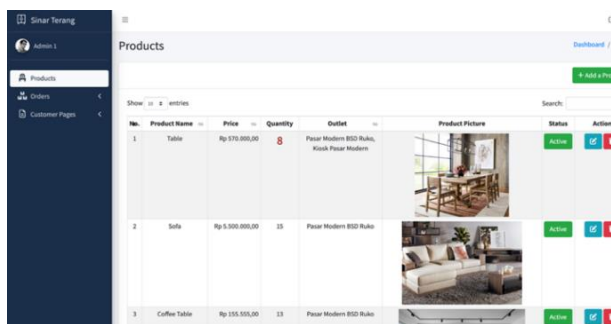 Sinar Terang
Admin 1
Products
Dashboard /
Products
Orders
Customer Pages
+ Add a Pro
Show 10 entries
Search:
No. Product Name Price Quantity Outlet Product Picture Status Action
1 Table Rp 570.000,00 8 Pasar Modern BSD Ruko,
Kiosk Pasar Modern
Active
2 Sofa Rp 5.500.000,00 15 Pasar Modern BSD Ruko Active
3 Coffee Table Rp 155.555,00 13 Pasar Modern BSD Ruko Active